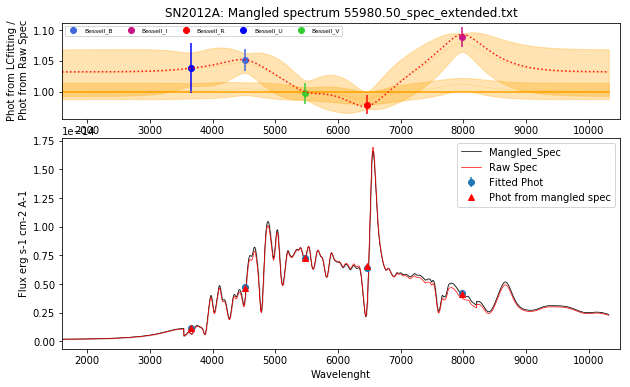 SN2012A: Mangled spectrum 55980.50_spec_extended.txt
Phot from LCfitting /
Phot from Raw Spec
1.10
1.05
1.00
Bessell_B Bessell_I Bessell_R Bessell_U Bessell_V
2000 3000 4000 5000 6000 7000 8000 9000 10000
1e−14
Flux erg s-1 cm-2 A-1
1.75
1.50
1.25
1.00
0.75
0.50
0.25
0.00
Mangled_Spec
Raw Spec
Fitted Phot
Phot from mangled spec
2000 3000 4000 5000 6000 7000 8000 9000 10000
Wavelenght